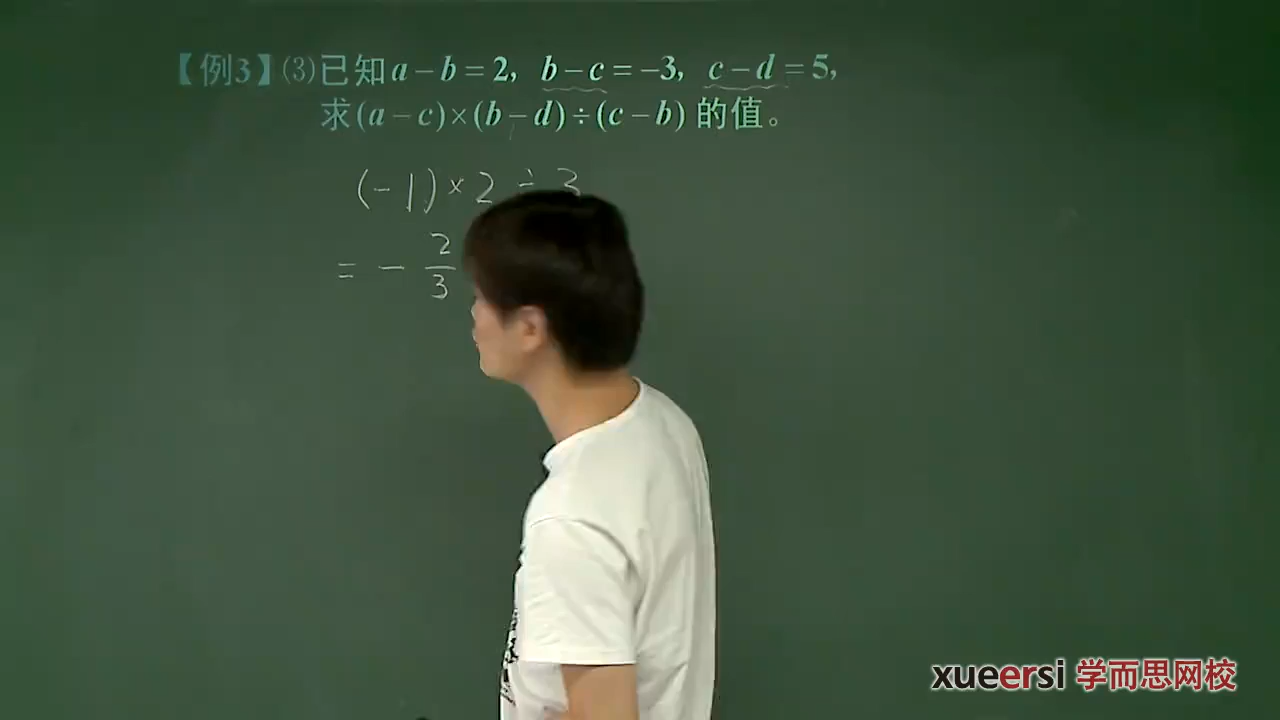 【例3】(3)已知a-b=2, b-c=-3, c-d=5,
求(a-c)×(b-d)÷(c-b)的值。
(-1)×2÷3
=-2/3
xueersi 学而思网校